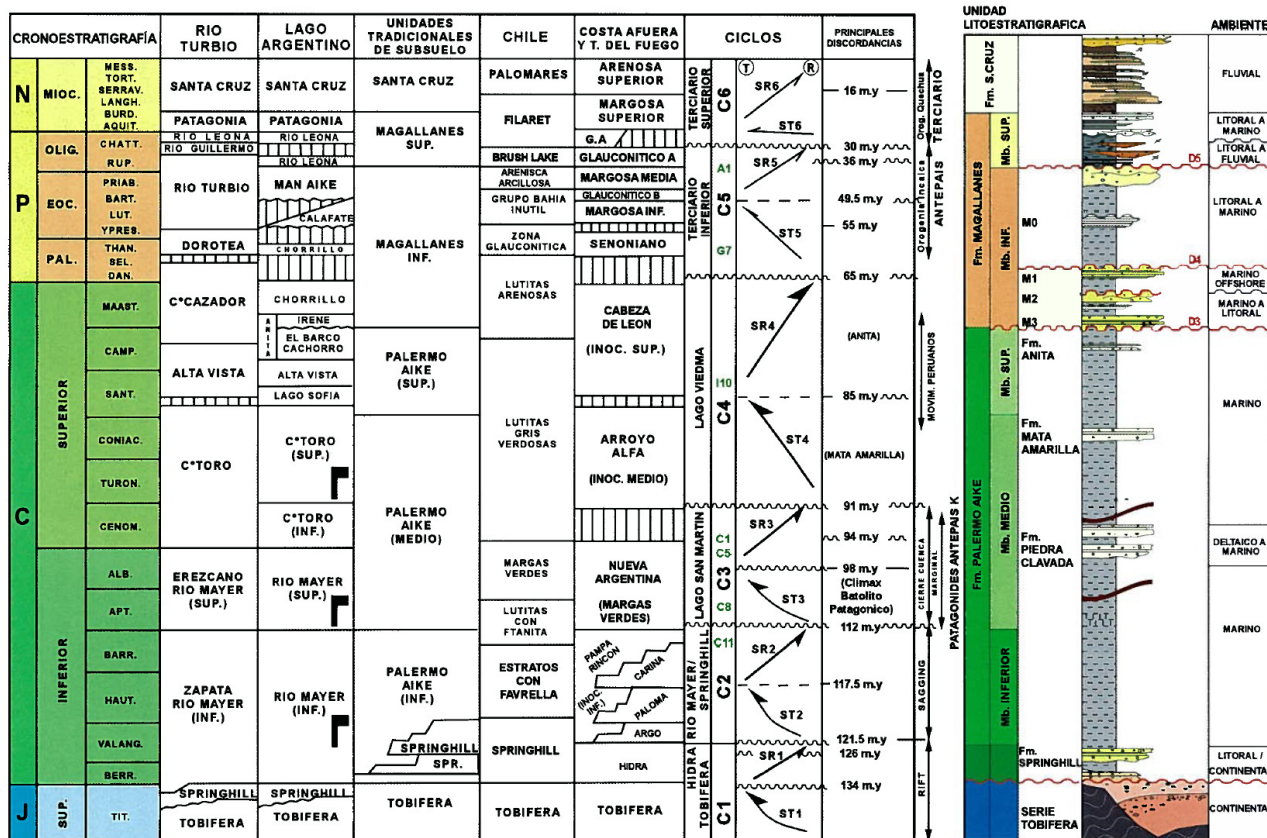 CRONOESTRATIGRAFÍA
RIO
TURBIO
LAGO
ARGENTINO
UNIDADES
TRADICIONALES
DE SUBSUELO
CHILE
COSTA AFUERA
Y T. DEL FUEGO
CICLOS
PRINCIPALES
DISCORDANCIAS
N
MIOC.
MESS.
TORT.
SERRAV.
LANGH.
BURD.
AQUIT.
P
OLIG.
CHATT.
RUP.
EOC.
PRIAB.
BART.
LUT.
YPRES.
PAL.
THAN.
SEL.
DAN.
C
SUPERIOR
MAAST.
CAMP.
SANT.
CONIAC.
TURON.
CENOM.
INFERIOR
ALB.
APT.
BARR.
HAUT.
VALANG.
BERR.
J
SUP.
TIT.
SANTA CRUZ
PATAGONIA
RIO LEONA
RIO GUILLERMO
RIO TURBIO
DOROTEA
C°CAZADOR
ALTA VISTA
C°TORO
EREZCANO
RIO MAYER
(SUP.)
ZAPATA
RIO MAYER
(INF.)
SPRINGHILL
TOBIFERA
SANTA CRUZ
PATAGONIA
RIO LEONA
RIO LEONA
MAN AIKE
CALAFATE
CHORRILLO
CHORRILLO
ANITA
IRENE
EL BARCO
CACHORRO
ALTA VISTA
LAGO SOFIA
C°TORO
(SUP.)
C°TORO
(INF.)
RIO MAYER
(SUP.)
RIO MAYER
(INF.)
SPRINGHILL
TOBIFERA
SANTA CRUZ
MAGALLANES
SUP.
MAGALLANES
INF.
PALERMO
AIKE
(SUP.)
PALERMO
AIKE
(MEDIO)
PALERMO
AIKE
(INF.)
SPRINGHILL
SPR.
TOBIFERA
PALOMARES
FILARET
BRUSH LAKE
ARENISCA
ARCILLOSA
GRUPO BAHIA
INUTIL
ZONA
GLAUCONITICA
LUTITAS
ARENOSAS
LUTITAS
GRIS
VERDOSAS
MARGAS
VERDES
LUTITAS
CON
FTANITA
ESTRATOS
CON
FAVRELLA
SPRINGHILL
TOBIFERA
ARENOSA
SUPERIOR
MARGOSA
SUPERIOR
G.A
GLAUCONITICO A
MARGOSA MEDIA
GLAUCONITICO B
MARGOSA INF.
SENONIANO
CABEZA
DE LEON
(INOC. SUP.)
ARROYO
ALFA
(INOC. MEDIO)
NUEVA
ARGENTINA
(MARGAS
VERDES)
PAMPA
RINCON
CARINA
(INOC.
INF.)
PALOMA
ARGO
HIDRA
TOBIFERA
TERCIARIO
SUPERIOR
C6
T
R
SR6
ST6
TERCIARIO
INFERIOR
C5
A1
G7
SR5
ST5
LAGO VIEDMA
C4
I10
SR4
ST4
LAGO SAN MARTIN
C3
C1
C5
C8
SR3
ST3
RIO MAYER/
SPRINGHILL
C2
C11
SR2
ST2
HIDRA
TOBIFERA
C1
SR1
ST1
16 m.y
30 m.y
36 m.y
49.5 m.y
55 m.y
65 m.y
(ANITA)
85 m.y
(MATA AMARILLA)
91 m.y
94 m.y
98 m.y
(Climax
Batolito
Patagonico)
112 m.y
117.5 m.y
121.5 m.y
126 m.y
134 m.y
Orog. Quechua
TERCIARIO
Orogenia Incaica
ANTEPAIS
MOVIM. PERUANOS
CIERRE CUENCA
MARGINAL
PATAGONIDES ANTEPAIS K
SAGGING
RIFT
UNIDAD
LITOESTRATIGRAFICA
AMBIENTE
Fm. S.CRUZ
Fm. MAGALLANES
Mb. SUP.
Mb. INF.
M0
M1
M2
M3
D5
D4
D3
Fm. PALERMO AIKE
Mb. SUP.
Mb. MEDIO
Mb. INFERIOR
Fm.
ANITA
Fm.
MATA
AMARILLA
Fm.
PIEDRA
CLAVADA
Fm.
SPRINGHILL
SERIE
TOBIFERA
FLUVIAL
LITORAL A
MARINO
LITORAL A
FLUVIAL
LITORAL A
MARINO
MARINO
OFFSHORE
MARINO A
LITORAL
MARINO
DELTAICO A
MARINO
MARINO
LITORAL /
CONTINENTA
CONTINENTA